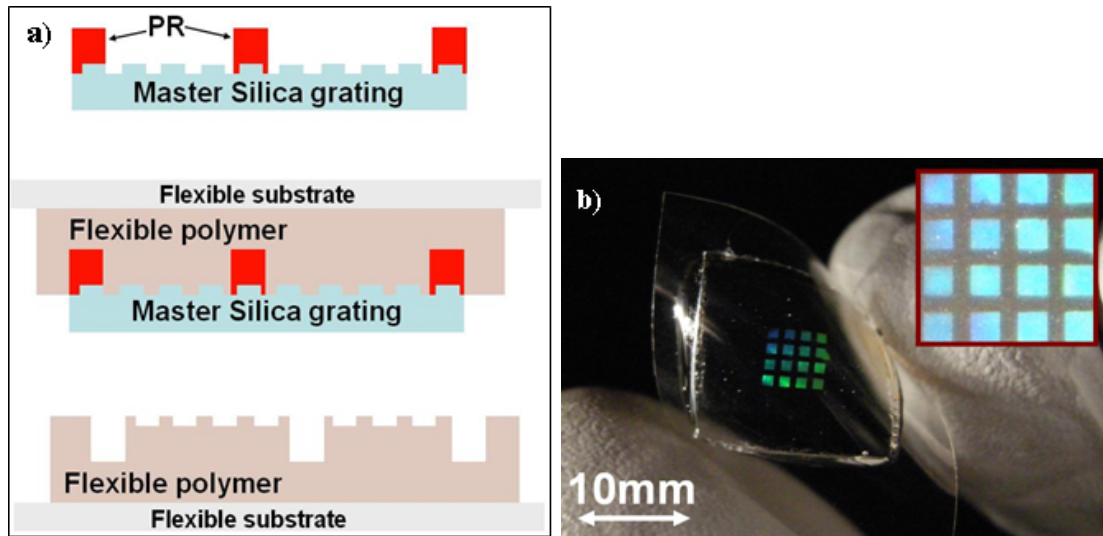 a)
PR
Master Silica grating
Flexible substrate
Flexible polymer
Master Silica grating
Flexible polymer
Flexible substrate
b)
10mm